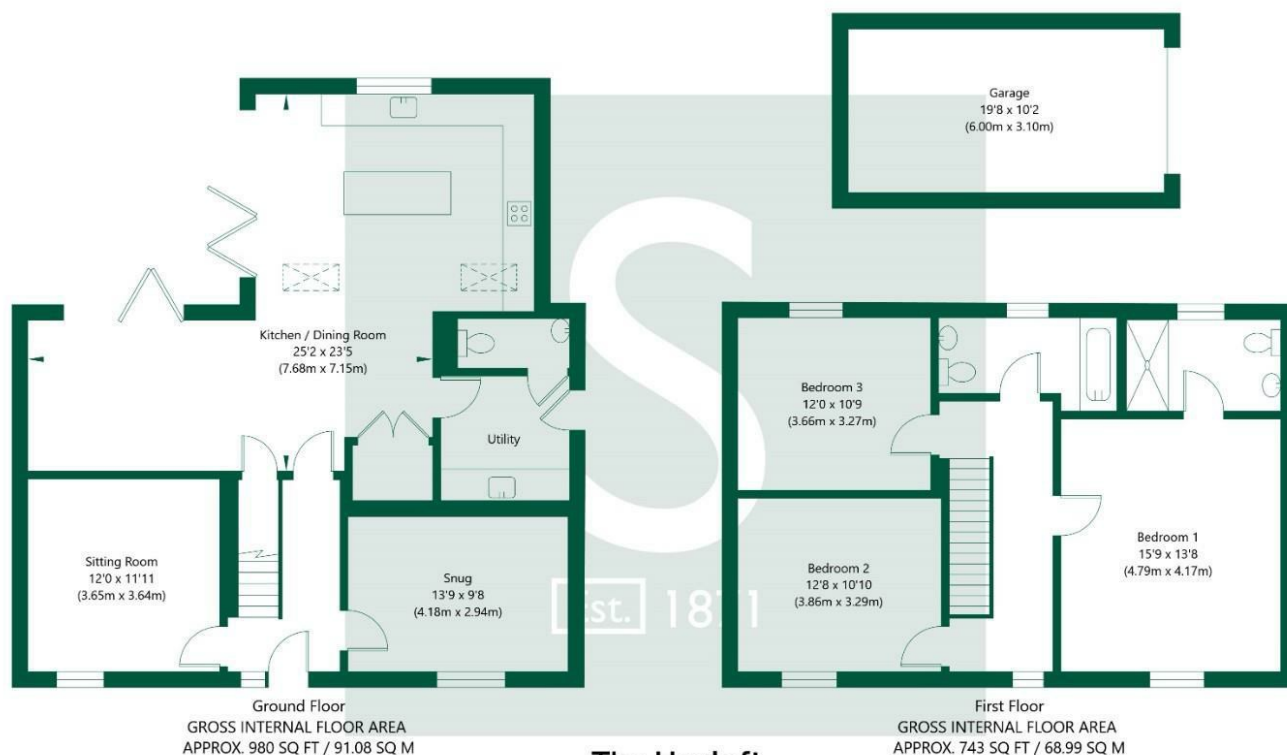 Garage
19'8 x 10'2
(6.00m x 3.10m)
Kitchen / Dining Room
25'2 x 23'5
(7.68m x 7.15m)
Utility
Sitting Room
12'0 x 11'11
(3.65m x 3.64m)
Snug
13'9 x 9'8
(4.18m x 2.94m)
Ground Floor
GROSS INTERNAL FLOOR AREA
APPROX. 980 SQ FT / 91.08 SQ M
Bedroom 3
12'0 x 10'9
(3.66m x 3.27m)
Bedroom 2
12'8 x 10'10
(3.86m x 3.29m)
Bedroom 1
15'9 x 13'8
(4.79m x 4.17m)
First Floor
GROSS INTERNAL FLOOR AREA
APPROX. 743 SQ FT / 68.99 SQ M
S
Est. 1871